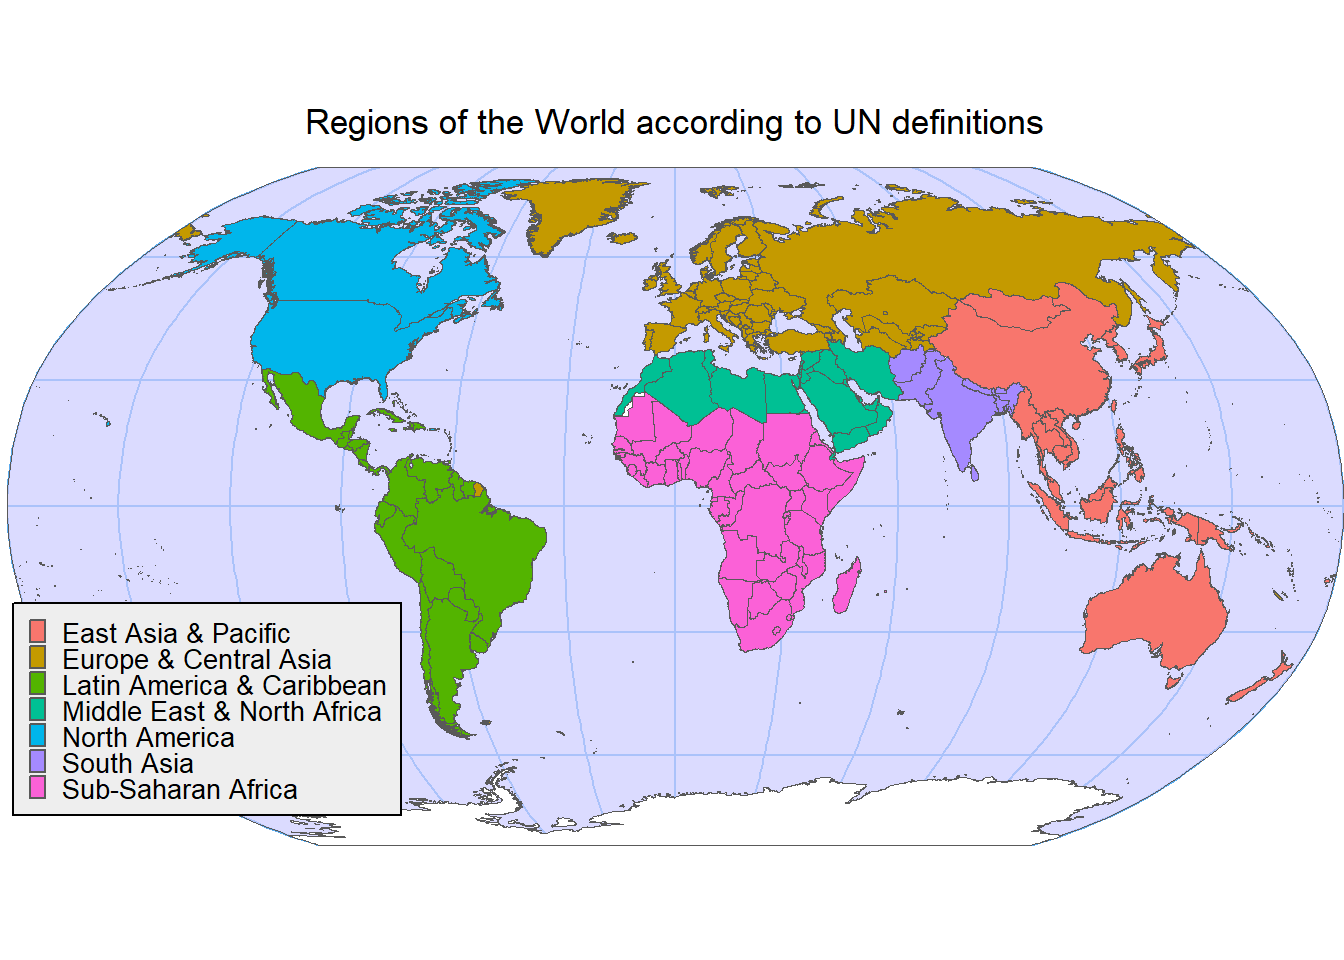 Regions of the World according to UN definitions
East Asia & Pacific
Europe & Central Asia
Latin America & Caribbean
Middle East & North Africa
North America
South Asia
Sub-Saharan Africa